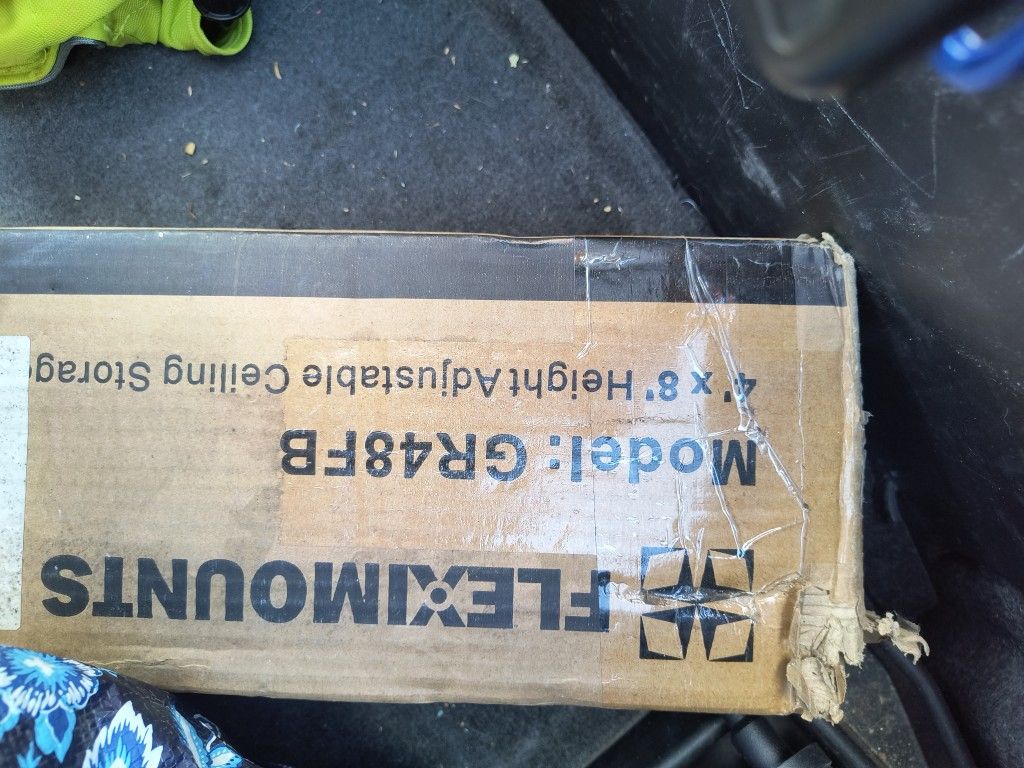 FLEXIMOUNTS
Model: GR48FB
4' x 8' Height Adjustable Ceiling Storag